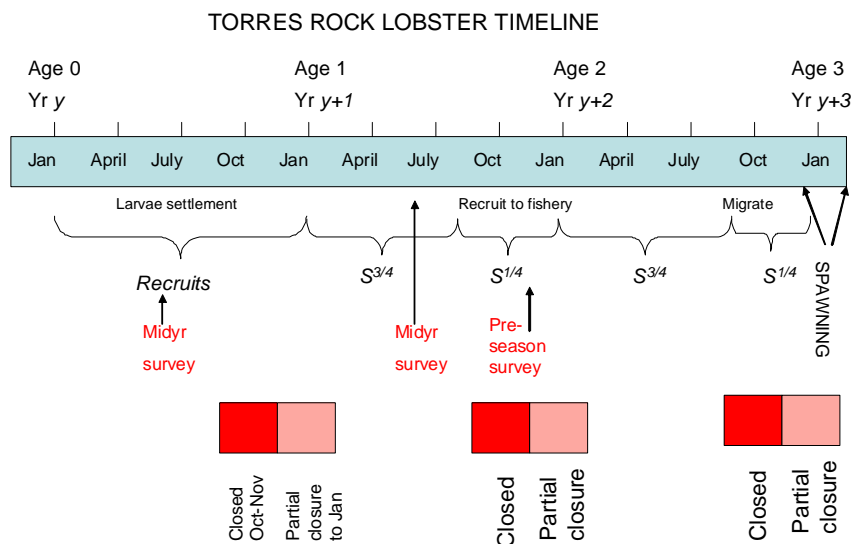 TORRES ROCK LOBSTER TIMELINE
Age 0 Age 1 Age 2 Age 3
Yr y Yr y+1 Yr y+2 Yr y+3
Jan April July Oct Jan April July Oct Jan April July Oct Jan
Larvae settlement Recruit to fishery Migrate
Recruits S3/4 S1/4 S3/4 S1/4
SPAWNING
Midyr
survey
Midyr
survey
Pre-
season
survey
Closed
Oct-Nov
Partial
closure
to Jan
Closed
Partial
closure
Closed
Partial
closure